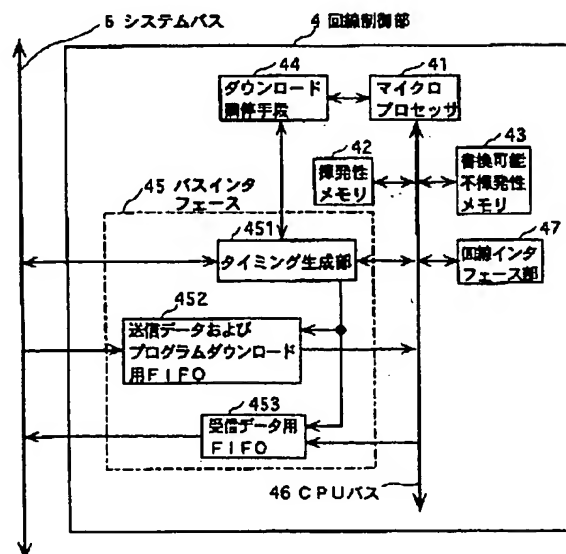 5 システムバス
4 回線制御部
44
ダウンロード
調停手段
41
マイクロ
プロセッサ
42
揮発性
メモリ
43
書換可能
不揮発性
メモリ
45 バスインタ
フェース
451
タイミング生成部
47
回線インタ
フェース部
452
送信データおよび
プログラムダウンロード
用FIFO
453
受信データ用
FIFO
46 CPUバス